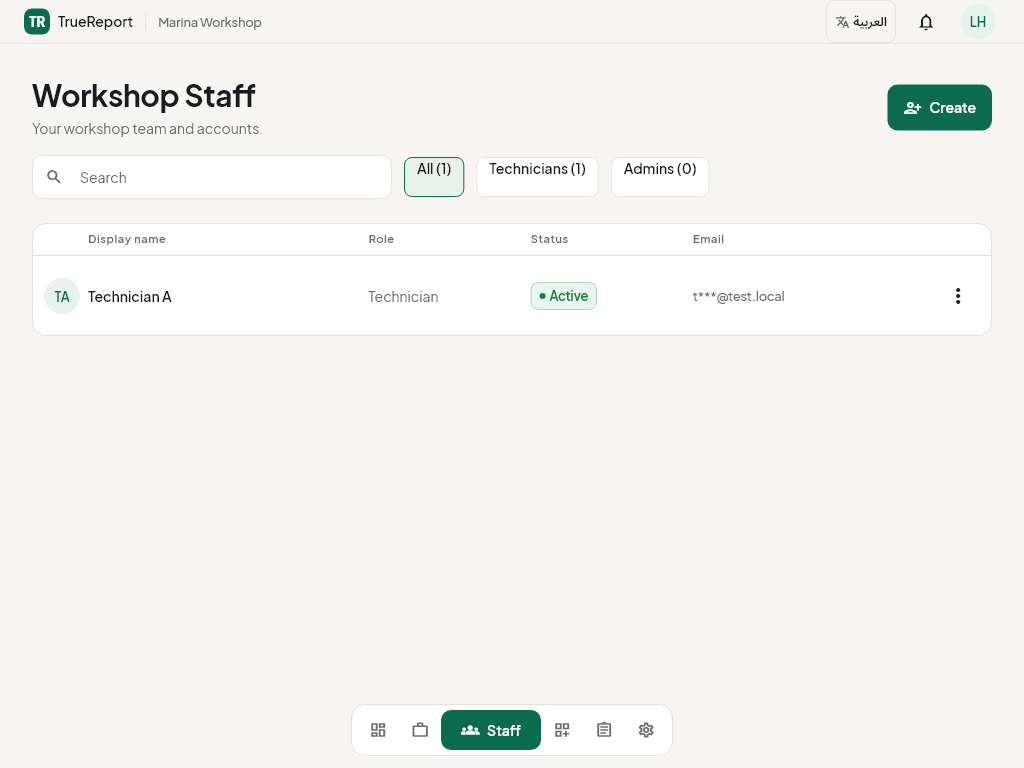 TR TrueReport Marina Workshop العربية LH
Workshop Staff
Your workshop team and accounts.
Create
Search All (1) Technicians (1) Admins (0)
Display name Role Status Email
TA Technician A Technician Active t***@test.local
Staff